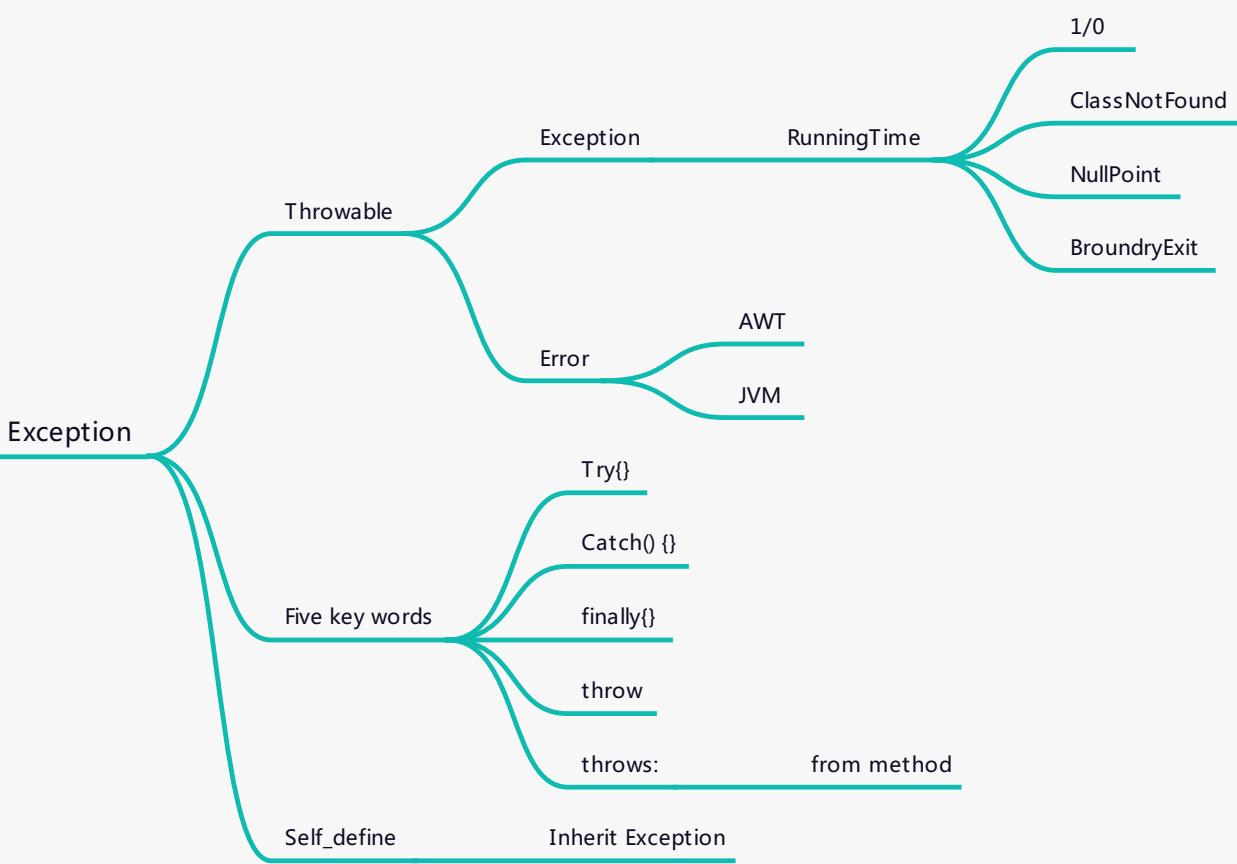 Exception
Throwable
Exception
RunningTime
1/0
ClassNotFound
NullPoint
BroundryExit
Error
AWT
JVM
Five key words
Try{}
Catch() {}
finally{}
throw
throws:
from method
Self_define
Inherit Exception